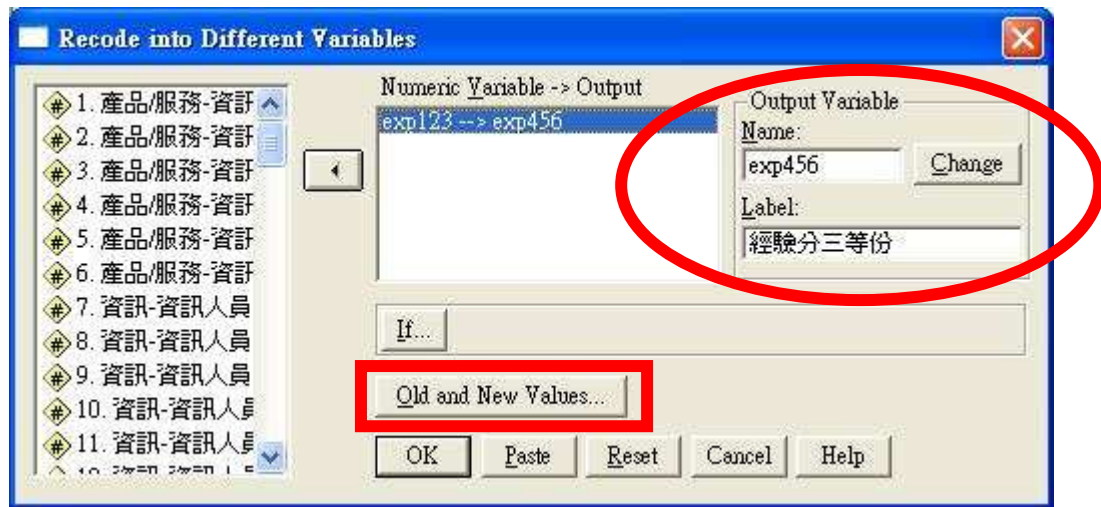 Recode into Different Variables
1. 產品/服務-資訊
2. 產品/服務-資訊
3. 產品/服務-資訊
4. 產品/服務-資訊
5. 產品/服務-資訊
6. 產品/服務-資訊
7. 資訊-資訊人員
8. 資訊-資訊人員
9. 資訊-資訊人員
10. 資訊-資訊人員
11. 資訊-資訊人員
Numeric Variable -> Output
exp123 --> exp456
Output Variable
Name:
exp456
Change
Label:
經驗分三等份
If...
Old and New Values...
OK
Paste
Reset
Cancel
Help